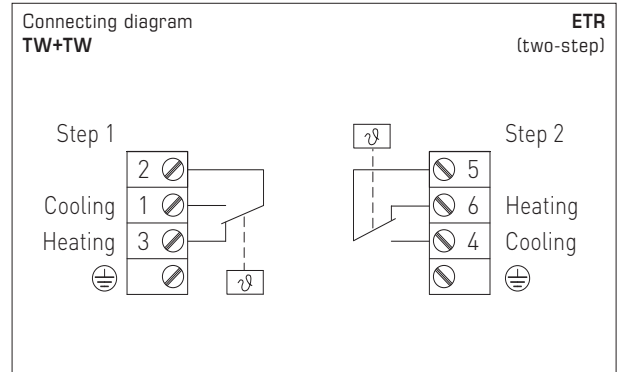 Connecting diagram
TW+TW
ETR
(two-step)
Step 1
2
Cooling 1
Heating 3
ϑ
ϑ
Step 2
5
6 Heating
4 Cooling